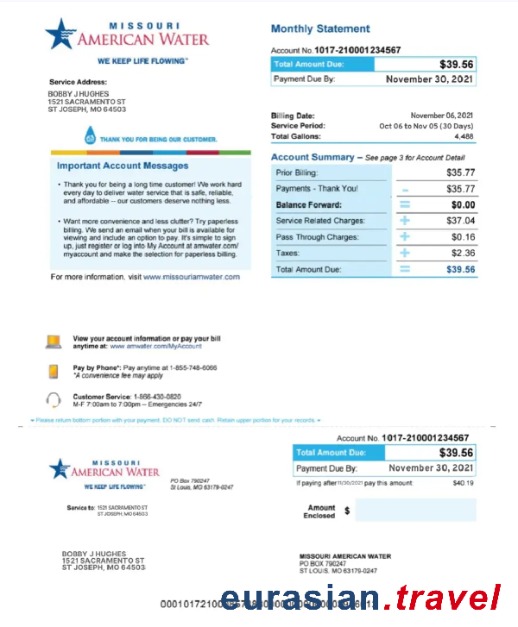 MISSOURI
AMERICAN WATER
WE KEEP LIFE FLOWING™
Monthly Statement
Account No. 1017-210001234567
Total Amount Due: $39.56
Payment Due By: November 30, 2021
Service Address:
BOBBY J HUGHES
1521 SACRAMENTO ST
ST JOSEPH, MO 64503
Billing Date: November 06, 2021
Service Period: Oct 06 to Nov 05 (30 Days)
Total Gallons: 4,488
THANK YOU FOR BEING OUR CUSTOMER.
Account Summary – See page 3 for Account Detail
Prior Billing: $35.77
Payments - Thank You! - $35.77
Balance Forward: = $0.00
Service Related Charges: + $37.04
Pass Through Charges: + $0.16
Taxes: + $2.36
Total Amount Due: = $39.56
Important Account Messages
• Thank you for being a long time customer! We work hard
every day to deliver water service that is safe, reliable,
and affordable -- our customers deserve nothing less.
• Want more convenience and less clutter? Try paperless
billing. We send an email when your bill is available for
viewing and include an option to pay. It's simple to sign
up, just register or log into My Account at amwater.com/
myaccount and make the selection for paperless billing.
For more information, visit www.missouriamwater.com
View your account information or pay your bill
anytime at: www.amwater.com/MyAccount
Pay by Phone*: Pay anytime at 1-855-748-6066
*A convenience fee may apply
Customer Service: 1-866-430-0820
M-F 7:00am to 7:00pm – Emergencies 24/7
Please return bottom portion with your payment. DO NOT send cash. Retain upper portion for your records.
Account No. 1017-210001234567
Total Amount Due: $39.56
Payment Due By: November 30, 2021
If paying after 11/30/2021 pay this amount $40.19
MISSOURI
AMERICAN WATER
WE KEEP LIFE FLOWING™
PO Box 790247
St Louis, MO 63179-0247
Service to: 1521 SACRAMENTO ST
ST JOSEPH, MO 64503
Amount
Enclosed $
BOBBY J HUGHES
1521 SACRAMENTO ST
ST JOSEPH, MO 64503
MISSOURI AMERICAN WATER
PO BOX 790247
ST LOUIS, MO 63179-0247
eurasian.travel